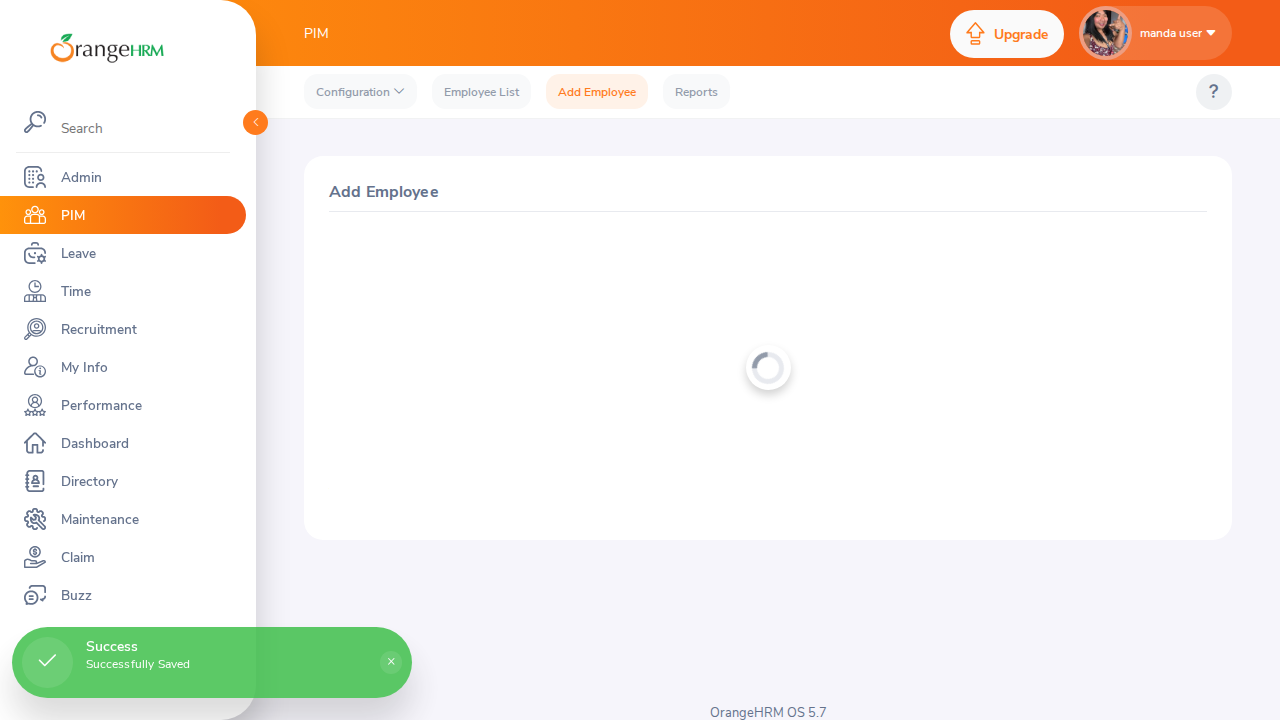 OrangeHRM
PIM
Upgrade
manda user
Configuration
Employee List
Add Employee
Reports
?
Search
Admin
PIM
Leave
Time
Recruitment
My Info
Performance
Dashboard
Directory
Maintenance
Claim
Buzz
Add Employee
Success
Successfully Saved
×
OrangeHRM OS 5.7